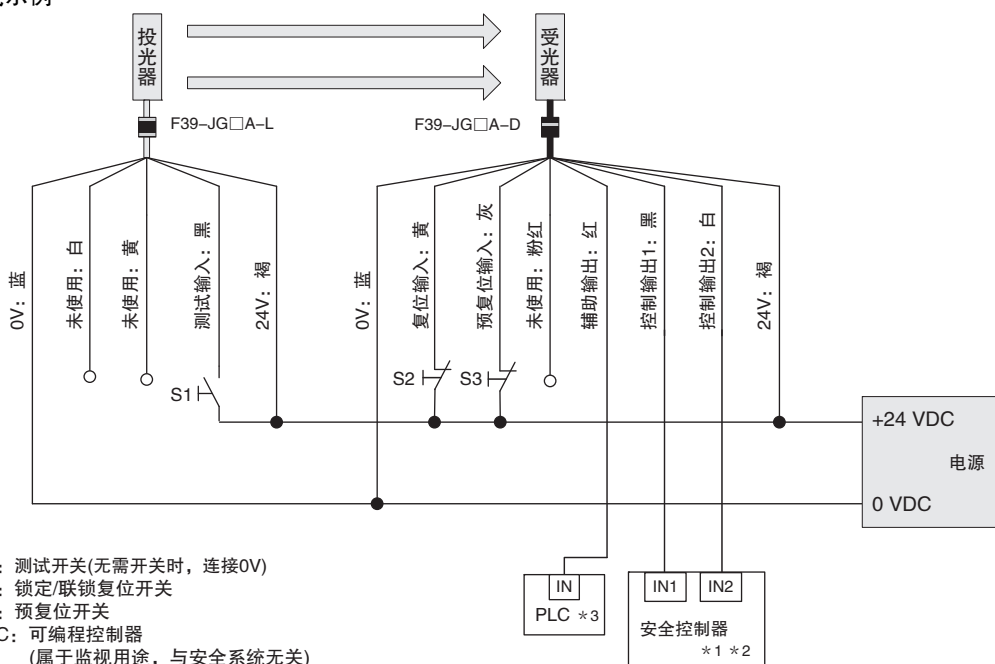 示例
投光器
受光器
F39-JG□A-L
F39-JG□A-D
0V：蓝
未使用：白
未使用：黄
测试输入：黑
24V：褐
0V：蓝
复位输入：黄
预复位输入：灰
未使用：粉红
辅助输出：红
控制输出1：黑
控制输出2：白
24V：褐
S1
S2
S3
+24 VDC
电源
0 VDC
：测试开关(无需开关时，连接0V)
：锁定/联锁复位开关
：预复位开关
C：可编程控制器
(属于监视用途，与安全系统无关)
IN
PLC *3
IN1
IN2
安全控制器
*1 *2